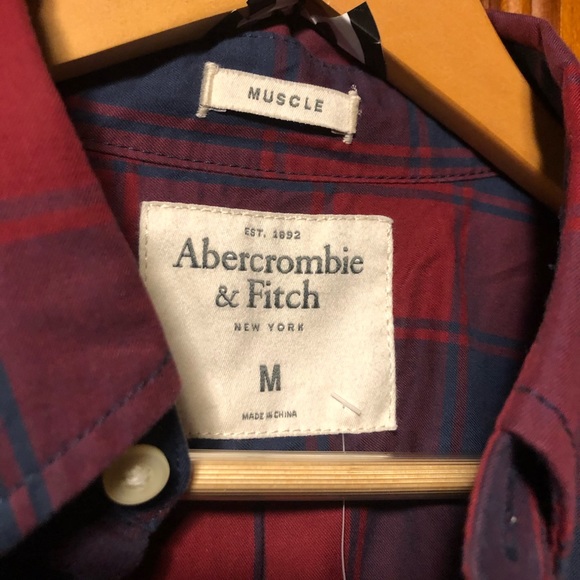 MUSCLE
EST. 1892
Abercrombie
& Fitch
NEW YORK
M
MADE IN CHINA